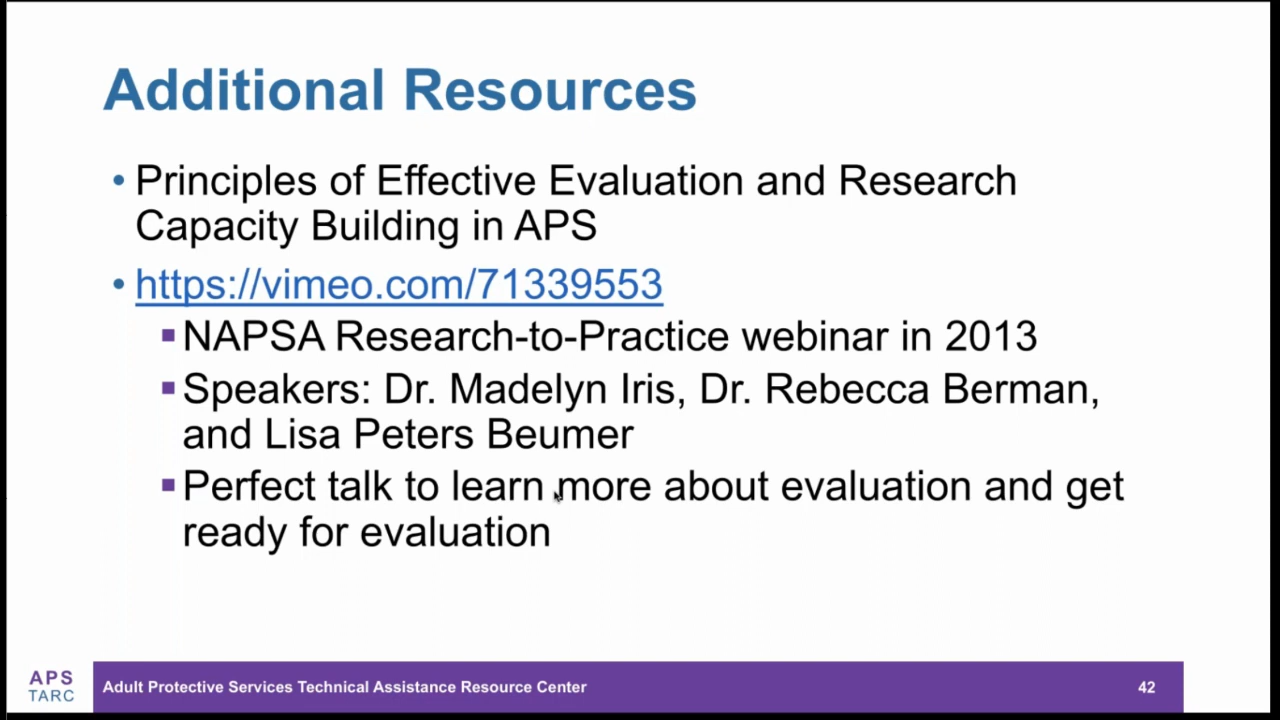 Additional Resources
• Principles of Effective Evaluation and Research
Capacity Building in APS
• https://vimeo.com/71339553
▪ NAPSA Research-to-Practice webinar in 2013
▪ Speakers: Dr. Madelyn Iris, Dr. Rebecca Berman,
and Lisa Peters Beumer
▪ Perfect talk to learn more about evaluation and get
ready for evaluation
APS
TARC
Adult Protective Services Technical Assistance Resource Center
42